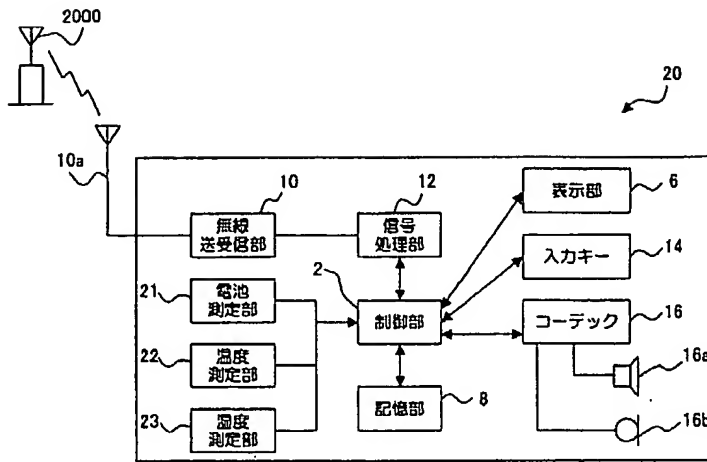 2000
20
10a
10
無線
送受信部
12
信号
処理部
表示部
6
入力キー
14
21
電池
測定部
2
制御部
コーデック
16
16a
22
温度
測定部
16b
23
湿度
測定部
記憶部
8